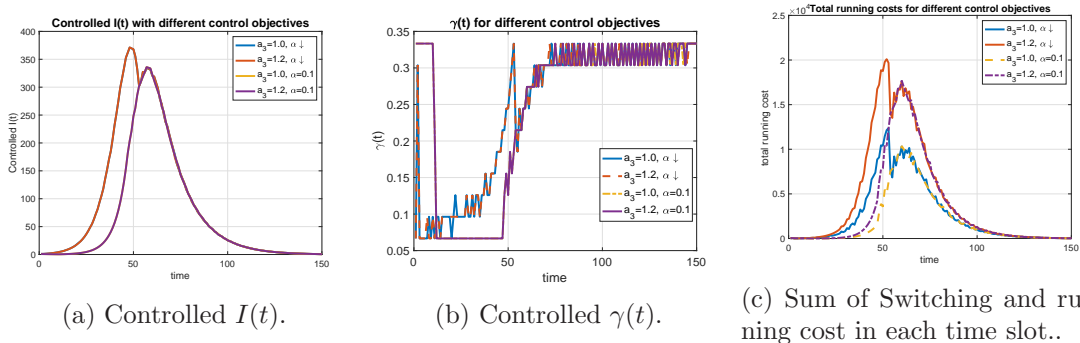 Controlled I(t) with different control objectives
400
350
300
250
200
150
100
50
0
0 50 100 150
Controlled I(t)
time
a3=1.0, α ↓
a3=1.2, α ↓
a3=1.0, α=0.1
a3=1.2, α=0.1
(a) Controlled I(t).
γ(t) for different control objectives
0.35
0.3
0.25
0.2
0.15
0.1
0.05
0 50 100 150
γ(t)
time
a3=1.0, α ↓
a3=1.2, α ↓
a3=1.0, α=0.1
a3=1.2, α=0.1
(b) Controlled γ(t).
Total running costs for different control objectives
2.5
2
1.5
1
0.5
0
0 50 100 150
total running cost
time
a3=1.0, α ↓
a3=1.2, α ↓
a3=1.0, α=0.1
a3=1.2, α=0.1
(c) Sum of Switching and ru
ning cost in each time slot..